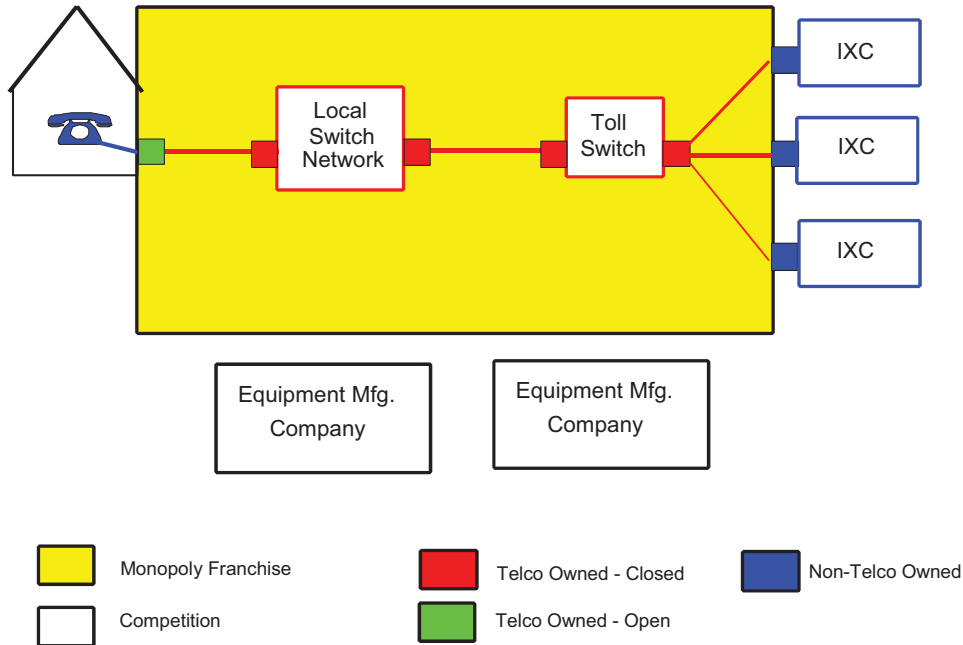 IXC
Local
Switch
Network
Toll
Switch
IXC
IXC
Equipment Mfg.
Company
Equipment Mfg.
Company
Monopoly Franchise
Telco Owned - Closed
Non-Telco Owned
Competition
Telco Owned - Open